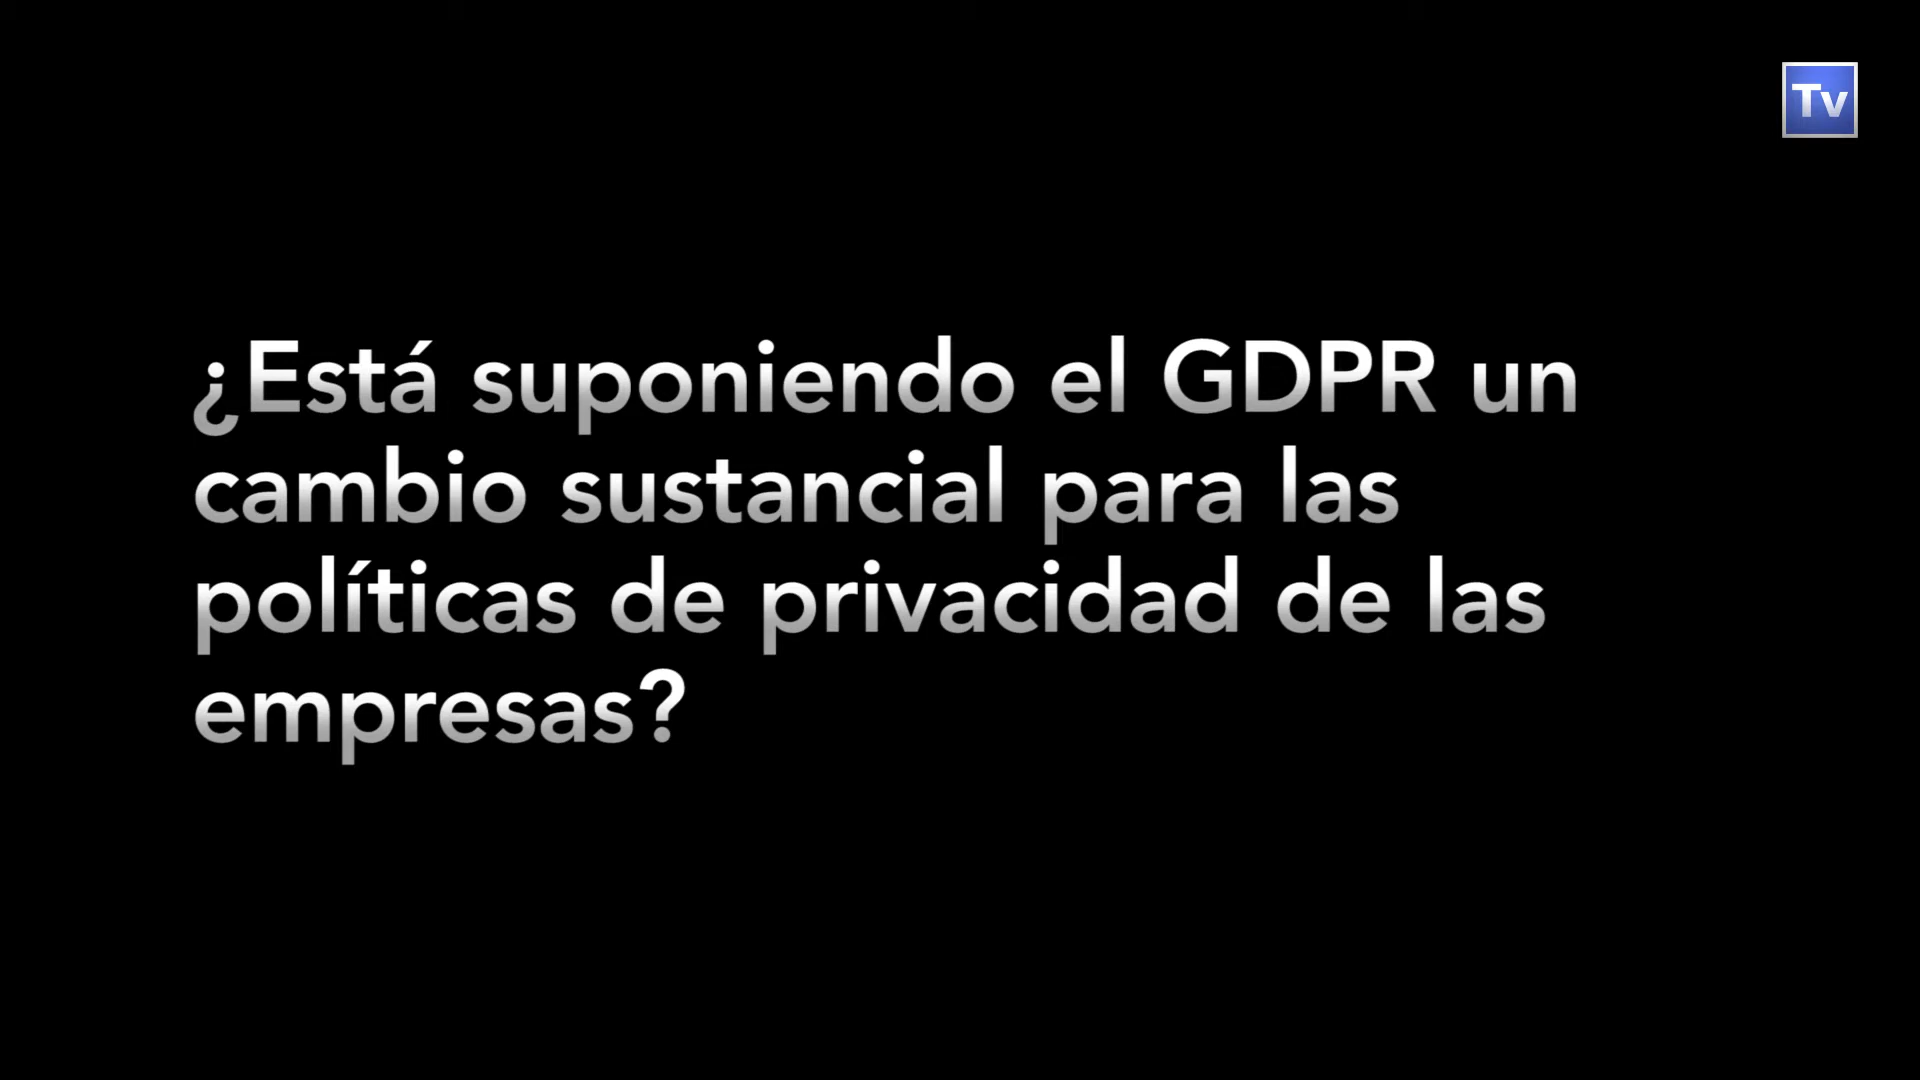 Tv
¿Está suponiendo el GDPR un
cambio sustancial para las
políticas de privacidad de las
empresas?